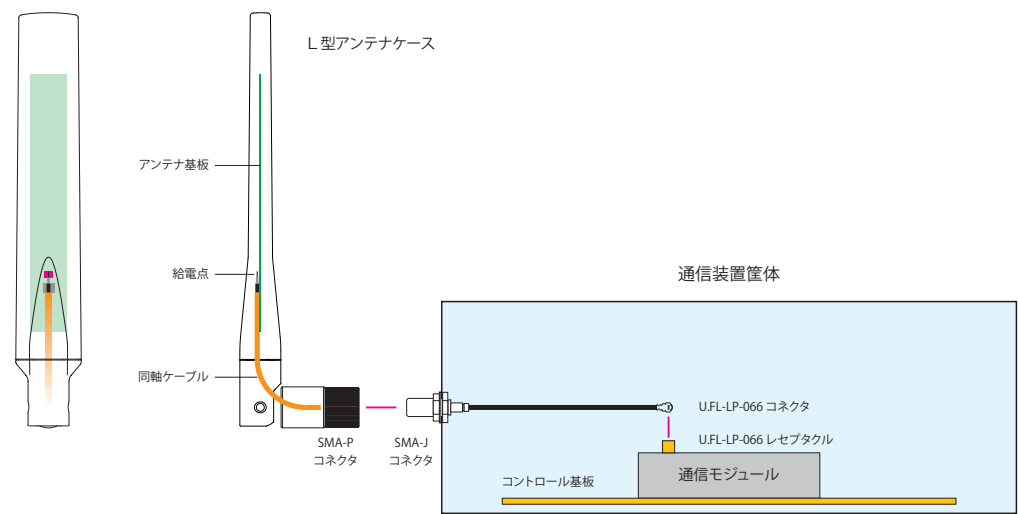 L 型アンテナケース
アンテナ基板
給電点
通信装置筐体
同軸ケーブル
U.FL-LP-066 コネクタ
SMA-P
コネクタ
SMA-J
コネクタ
U.FL-LP-066 レセプタクル
通信モジュール
コントロール基板